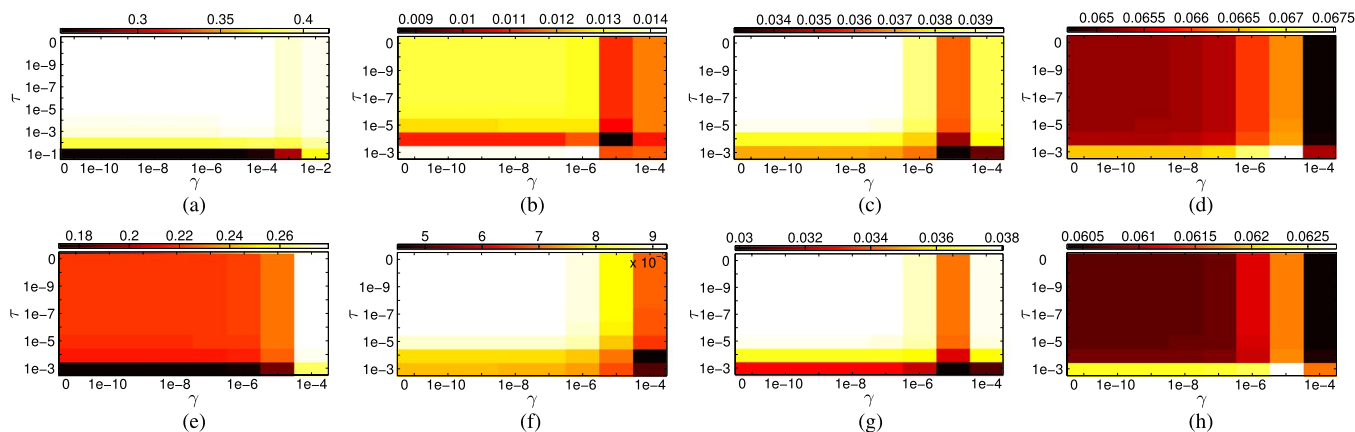 0.3 0.35 0.4
0.009 0.01 0.011 0.012 0.013 0.014
0.034 0.035 0.036 0.037 0.038 0.039
0.065 0.0655 0.066 0.0665 0.067 0.0675
τ 0 1e−9 1e−7 1e−5 1e−3 1e−1
τ 0 1e−9 1e−7 1e−5 1e−3
τ 0 1e−9 1e−7 1e−5 1e−3
τ 0 1e−9 1e−7 1e−5 1e−3
0 1e−10 1e−8 1e−6 1e−4 1e−2
0 1e−10 1e−8 1e−6 1e−4
0 1e−10 1e−8 1e−6 1e−4
0 1e−10 1e−8 1e−6 1e−4
γ γ γ γ
(a) (b) (c) (d)
0.18 0.2 0.22 0.24 0.26
5 6 7 8 9
x 10
0.03 0.032 0.034 0.036 0.038
0.0605 0.061 0.0615 0.062 0.0625
τ 0 1e−9 1e−7 1e−5 1e−3
τ 0 1e−9 1e−7 1e−5 1e−3
τ 0 1e−9 1e−7 1e−5 1e−3
τ 0 1e−9 1e−7 1e−5 1e−3
0 1e−10 1e−8 1e−6 1e−4
0 1e−10 1e−8 1e−6 1e−4
0 1e−10 1e−8 1e−6 1e−4
0 1e−10 1e−8 1e−6 1e−4
γ γ γ γ
(e) (f) (g) (h)